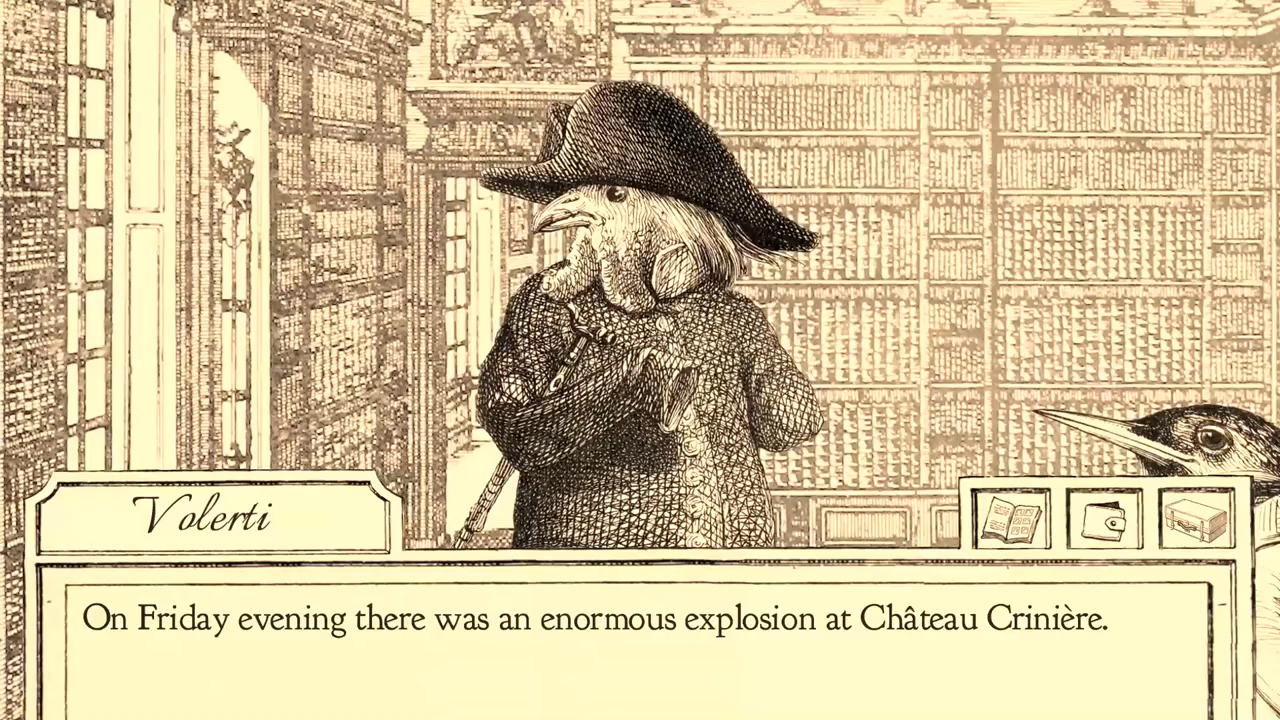 Volerti
On Friday evening there was an enormous explosion at Château Crinière.